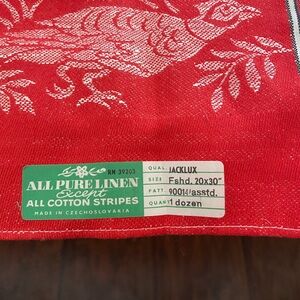 RN 39203
ALL PURE LINEN
Except
ALL COTTON STRIPES
MADE IN CZECHOSLOVAKIA
QUAL. JACKLUX
SIZE Fshd. 20x30"
PATT. 90014/asstd.
QUANT 1 dozen